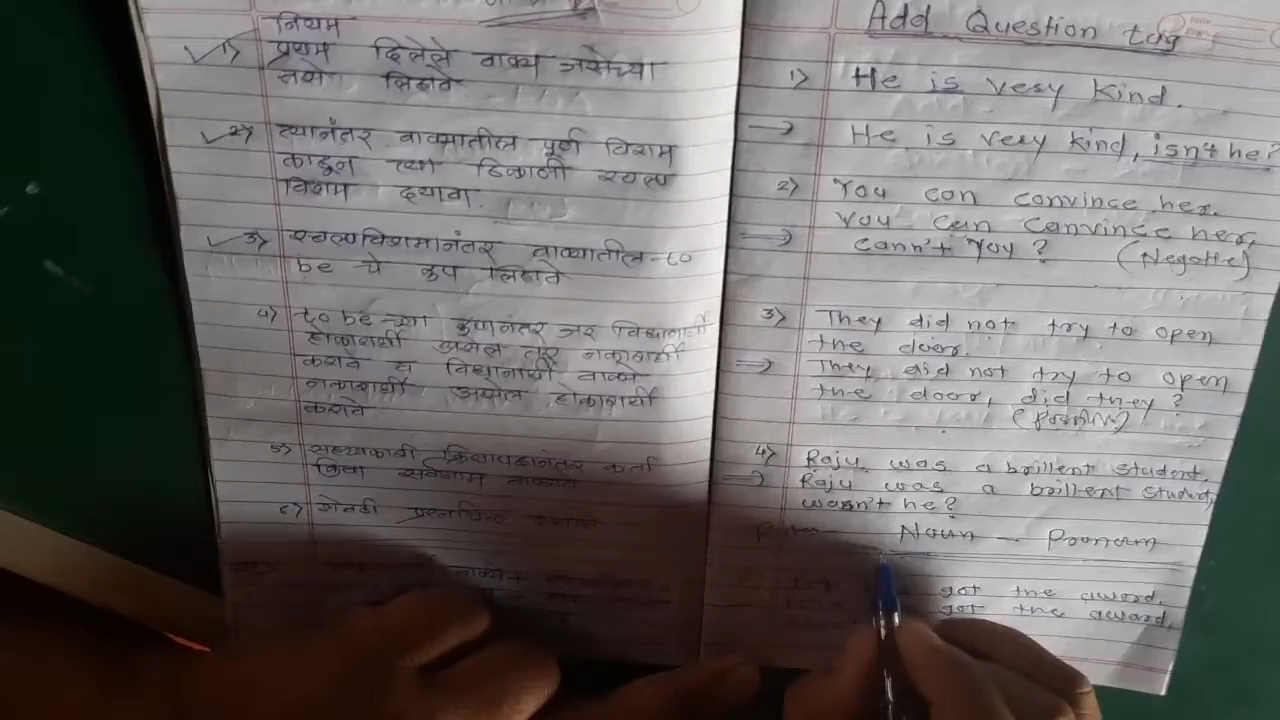 नियम
1) प्रथम दिलेले वाक्य जसेच्या
तसे लिहावे
2) त्यानंतर वाक्यातील पूर्ण विराम
काढून त्या ठिकाणी स्वल्प
विराम दयावा.
3) स्वल्पविरामानंतर वाक्यातील to
be चे रूप लिहावे
4) to be च्या रुपानंतर जर विधानार्थी
होकारार्थी असेल तर नकारार्थी
करावे व विधानार्थी वाक्य
नकारार्थी असेल होकारार्थी
करावे
5) सहाय्यकारी क्रियापदानंतर कर्ता
किंवा सर्वनाम वापरावे
6) शेवटी प्रश्नचिन्ह
Add Question tag
1) He is very kind.
→ He is very kind, isn't he?
2) You can convince her.
You can convince her,
⇒ cann't you? (Negative)
3) They did not try to open
the door.
⇒ They did not try to open
the door, did they?
(Positive)
4) Raju was a brillent student.
⇒ Raju was a brillent student,
wasn't he?
Noun — Pronoun
got the award.
got the award,